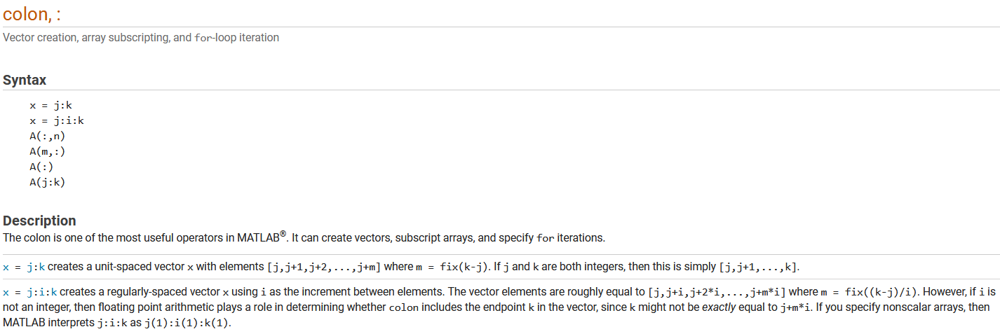 colon, :
Vector creation, array subscripting, and for-loop iteration
Syntax
x = j:k
x = j:i:k
A(:,n)
A(m,:)
A(:)
A(j:k)
Description
The colon is one of the most useful operators in MATLAB®. It can create vectors, subscript arrays, and specify for iterations.
x = j:k creates a unit-spaced vector x with elements [j,j+1,j+2,...,j+m] where m = fix(k-j). If j and k are both integers, then this is simply [j,j+1,...,k].
x = j:i:k creates a regularly-spaced vector x using i as the increment between elements. The vector elements are roughly equal to [j,j+i,j+2*i,...,j+m*i] where m = fix((k-j)/i). However, if i is
not an integer, then floating point arithmetic plays a role in determining whether colon includes the endpoint k in the vector, since k might not be exactly equal to j+m*i. If you specify nonscalar arrays, then
MATLAB interprets j:i:k as j(1):i(1):k(1).